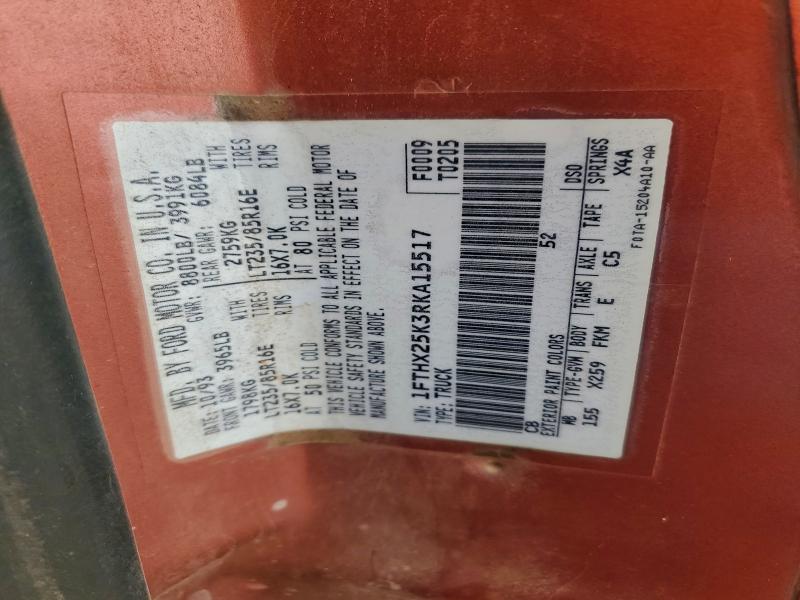 MFD. BY FORD MOTOR CO. IN U.S.A.
DATE: 10/93 GVWR: 8800LB/ 3991KG
FRONT GAWR: 3965LB REAR GAWR: 6084LB
1798KG WITH 2759KG WITH
LT235/85R16E TIRES LT235/85R16E TIRES
16X7.0K RIMS 16X7.0K RIMS
AT 50 PSI COLD AT 80 PSI COLD
THIS VEHICLE CONFORMS TO ALL APPLICABLE FEDERAL MOTOR
VEHICLE SAFETY STANDARDS IN EFFECT ON THE DATE OF
MANUFACTURE SHOWN ABOVE.
VIN: 1FTHX25K3RKA15517
TYPE: TRUCK
F0009
T0205
CB 52
EXTERIOR PAINT COLORS DSO
WB TYPE-GVW BODY TRANS AXLE TAPE SPRINGS
155 X259 FKM E C5 X4A
F0TA-15204A10-AA